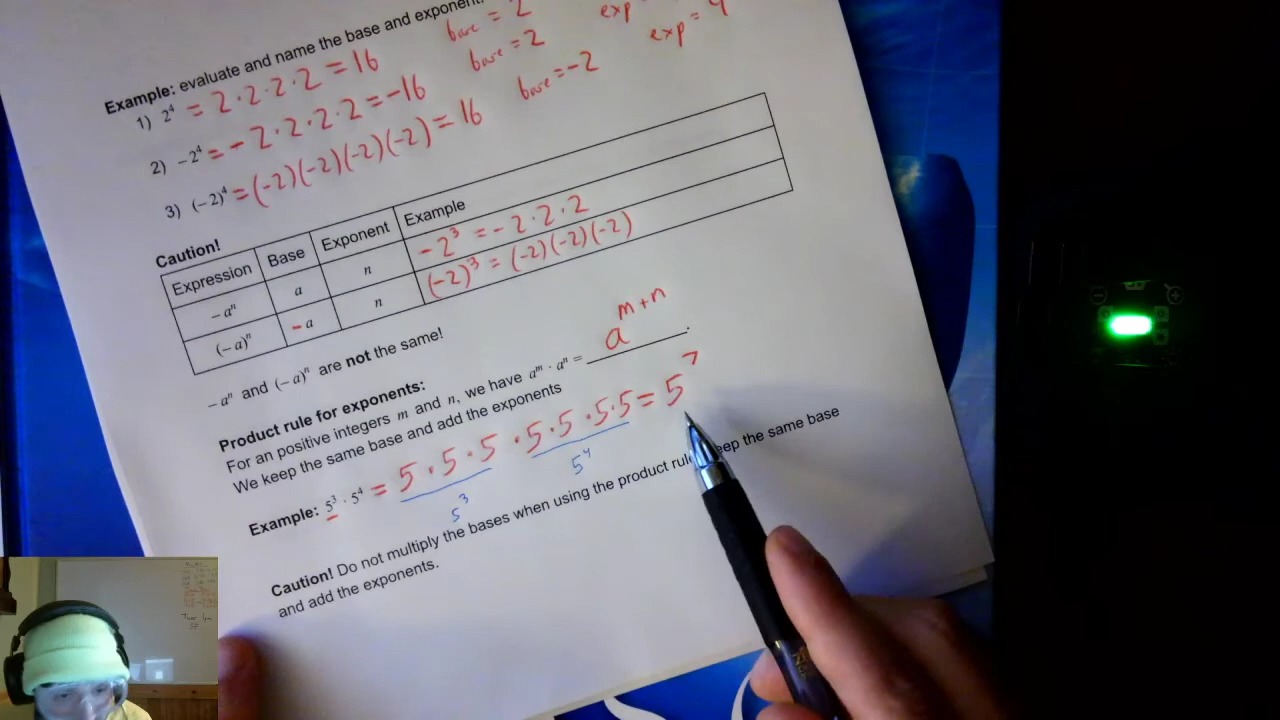 Example: evaluate and name the base and exponent.
1) 2⁴ = 2·2·2·2 = 16 base = 2 exp =
2) −2⁴ = −2·2·2·2 = −16 base = 2 exp = 4
3) (−2)⁴ = (−2)(−2)(−2)(−2) = 16 base = −2
Caution!
Expression Base Exponent Example
−aⁿ a n −2³ = −2·2·2
(−a)ⁿ −a n (−2)³ = (−2)(−2)(−2)
−aⁿ and (−a)ⁿ are not the same!
Product rule for exponents:
For an positive integers m and n, we have aᵐ · aⁿ = a^(m+n).
We keep the same base and add the exponents
Example: 5³ · 5⁴ = 5·5·5 · 5·5·5·5 = 5⁷
5³ 5⁴
Caution! Do not multiply the bases when using the product rule keep the same base
and add the exponents.